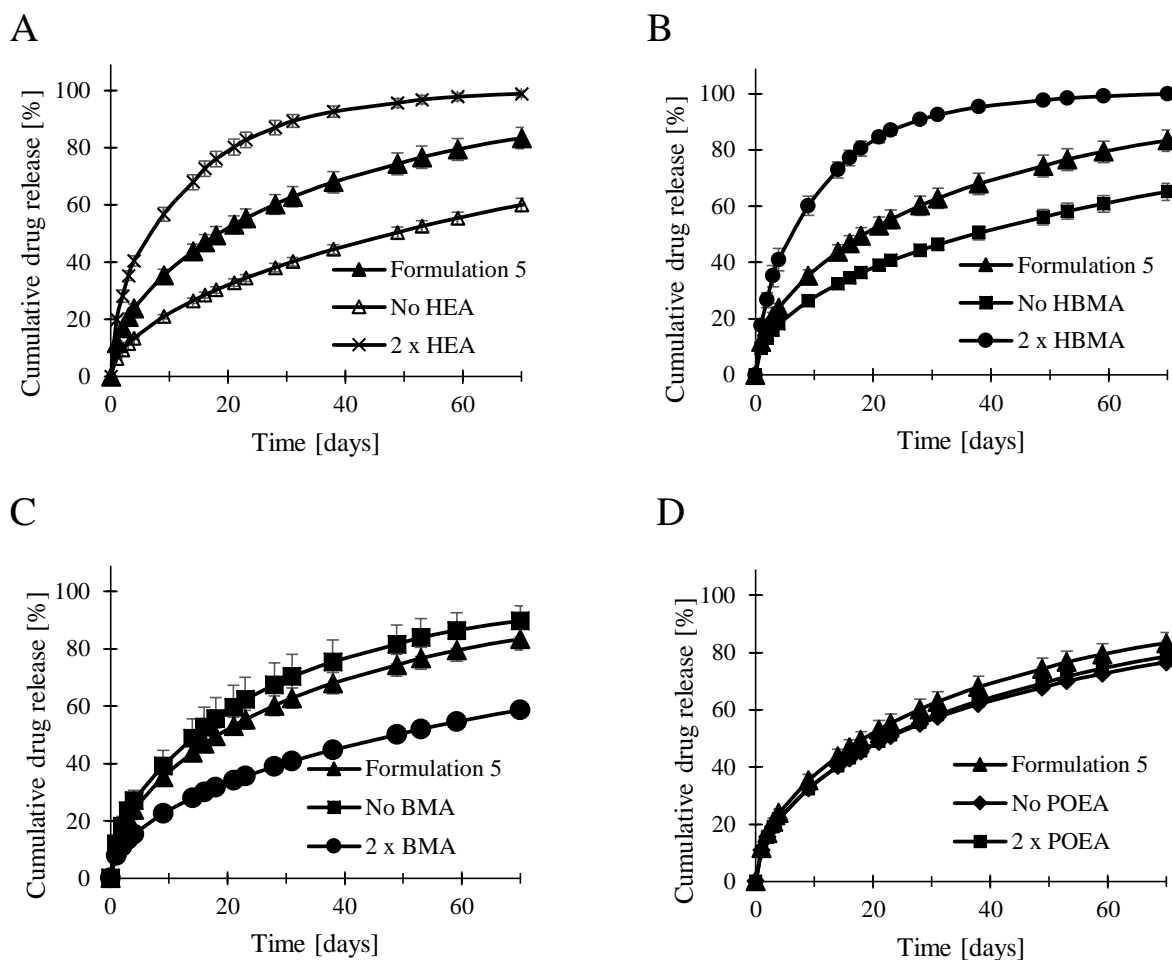 A
Cumulative drug release [%]
100
80
60
40
20
0
0
20
40
60
Time [days]
Formulation 5
No HEA
2 x HEA
B
Cumulative drug release [%]
100
80
60
40
20
0
0
20
40
60
Time [days]
Formulation 5
No HBMA
2 x HBMA
C
Cumulative drug release [%]
100
80
60
40
20
0
0
20
40
60
Time [days]
Formulation 5
No BMA
2 x BMA
D
Cumulative drug release [%]
100
80
60
40
20
0
0
20
40
60
Time [days]
Formulation 5
No POEA
2 x POEA